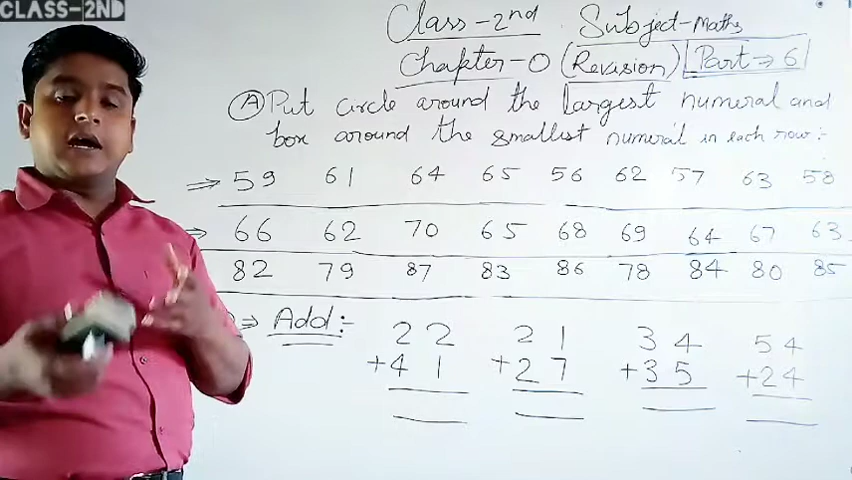 CLASS-2ND
Class-2nd Subject-Maths
Chapter-0 (Revision) Part→6
(A) Put circle around the largest numeral and
box around the smallest numeral in each row:-
⇒ 59 61 64 65 56 62 57 63 58
→ 66 62 70 65 68 69 64 67 63
82 79 87 83 86 78 84 80 85
⇒ Add:-
22 21 34 54
+41 +27 +35 +24